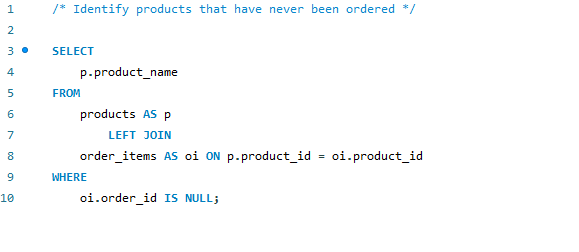 1 /* Identify products that have never been ordered */
2
3 SELECT
4 p.product_name
5 FROM
6 products AS p
7 LEFT JOIN
8 order_items AS oi ON p.product_id = oi.product_id
9 WHERE
10 oi.order_id IS NULL;